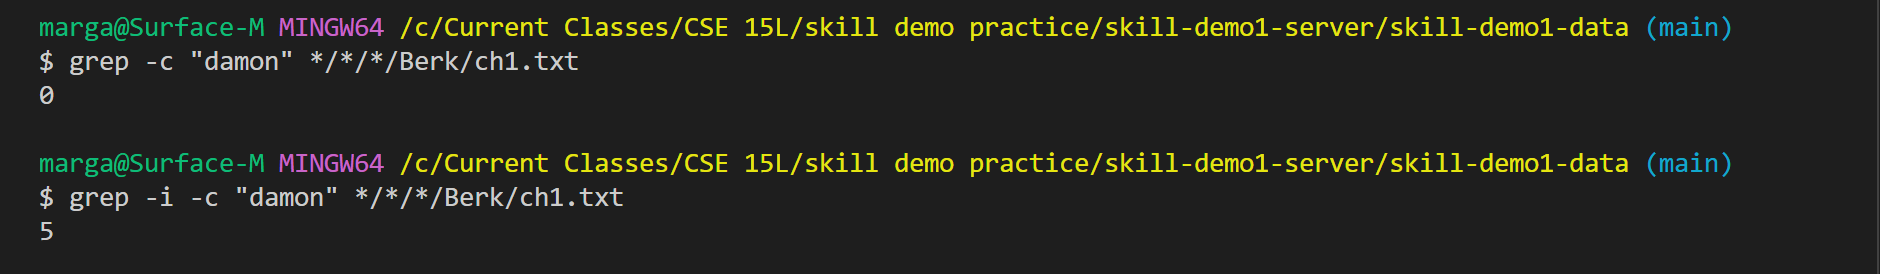 marga@Surface-M MINGW64 /c/Current Classes/CSE 15L/skill demo practice/skill-demo1-server/skill-demo1-data (main)
$ grep -c "damon" */*/*/Berk/ch1.txt
0
marga@Surface-M MINGW64 /c/Current Classes/CSE 15L/skill demo practice/skill-demo1-server/skill-demo1-data (main)
$ grep -i -c "damon" */*/*/Berk/ch1.txt
5